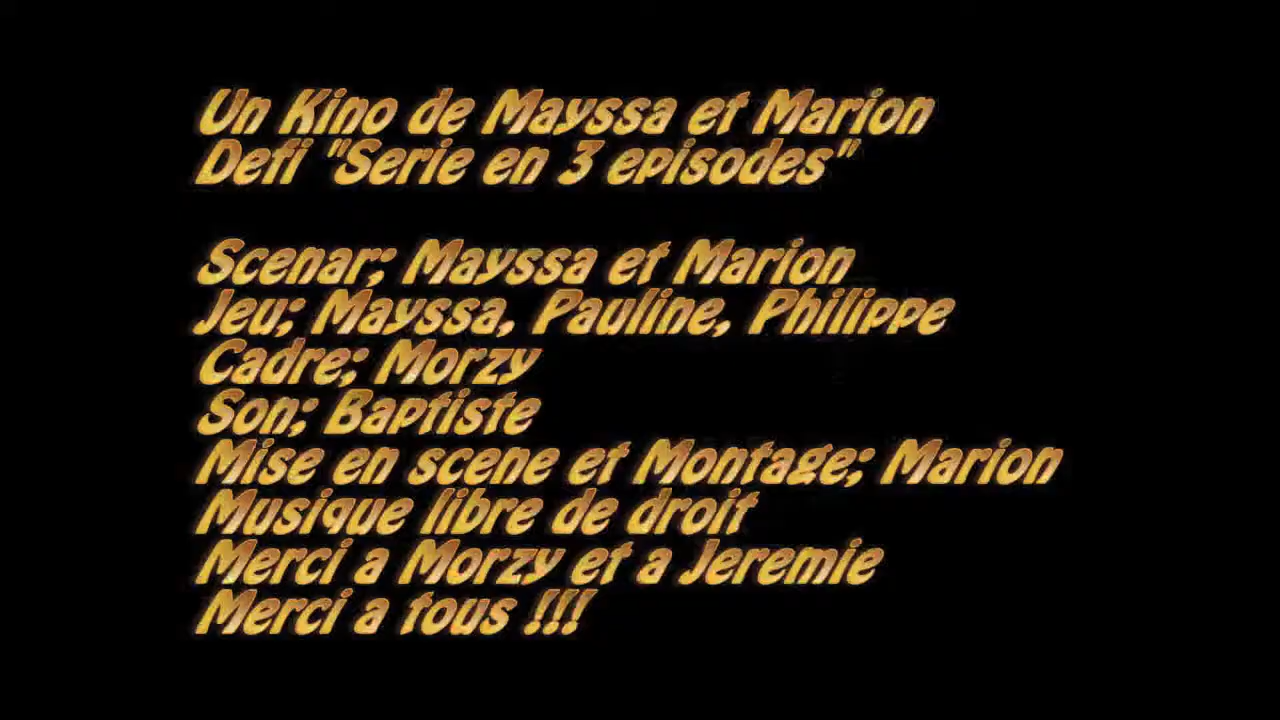 Un Kino de Mayssa et Marion
Defi "Serie en 3 episodes"
Scenar; Mayssa et Marion
Jeu; Mayssa, Pauline, Philippe
Cadre; Morzy
Son; Baptiste
Mise en scene et Montage; Marion
Musique libre de droit
Merci a Morzy et a Jeremie
Merci a tous !!!